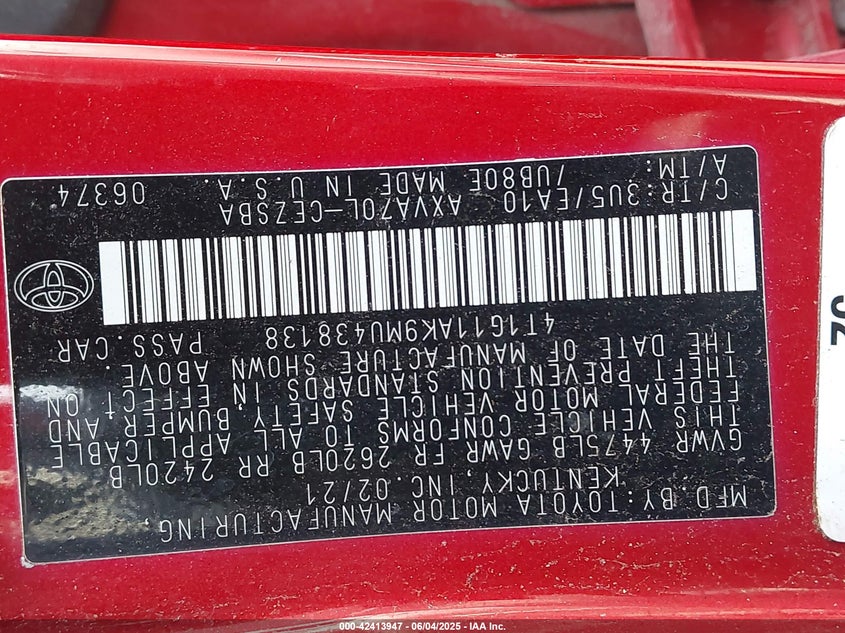 MFD. BY: TOYOTA MOTOR MANUFACTURING,
KENTUCKY, INC. 02/21
GVWR 4475LB GAWR FR 2620LB RR 2420LB
THIS VEHICLE CONFORMS TO ALL APPLICABLE
FEDERAL MOTOR VEHICLE SAFETY, BUMPER AND
THEFT PREVENTION STANDARDS IN EFFECT ON
THE DATE OF MANUFACTURE SHOWN ABOVE.
4T1G11AK9MU438138 PASS. CAR
C/TR: 3U5/EA10 AXVA70L-CEZSBA
A/TM: /UB80E MADE IN U.S.A. 06374
000-42413947 - 06/04/2025 - IAA Inc.